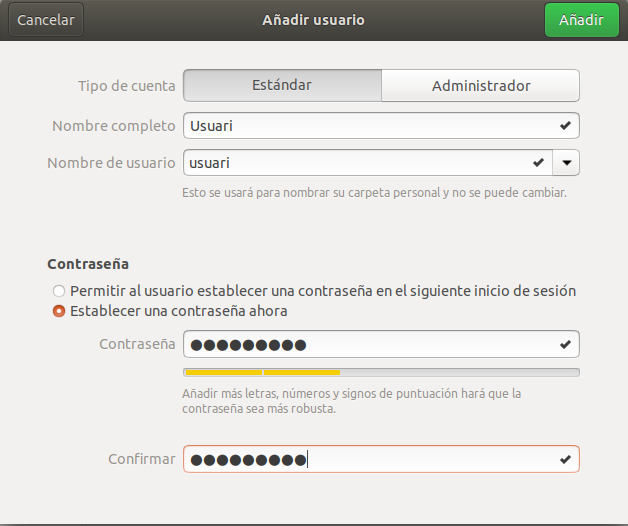 Cancelar Añadir usuario Añadir
Tipo de cuenta Estándar Administrador
Nombre completo Usuari
Nombre de usuario usuari
Esto se usará para nombrar su carpeta personal y no se puede cambiar.
Contraseña
Permitir al usuario establecer una contraseña en el siguiente inicio de sesión
Establecer una contraseña ahora
Contraseña ●●●●●●●●●
Añadir más letras, números y signos de puntuación hará que la
contraseña sea más robusta.
Confirmar ●●●●●●●●●